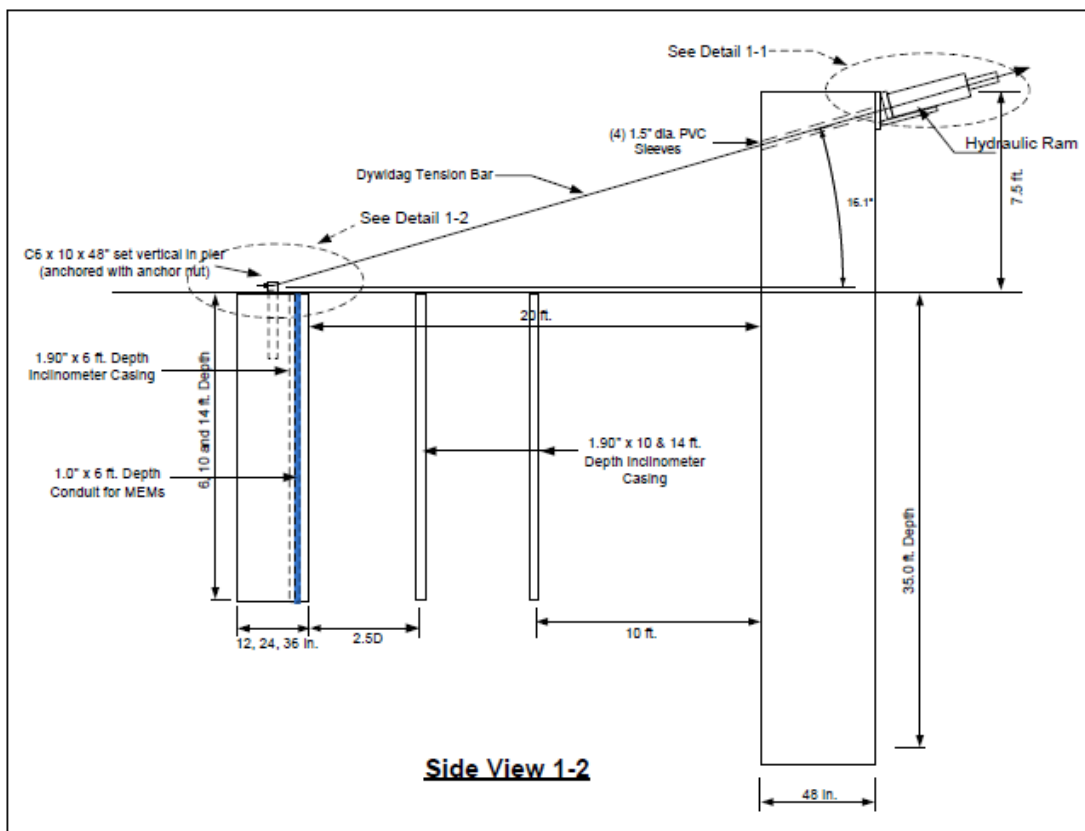 See Detail 1-1
(4) 1.5" dia. PVC
Sleeves
Hydraulic Ram
Dywidag Tension Bar
16.1°
7.5 ft.
See Detail 1-2
C6 x 10 x 48" set vertical in pier
(anchored with anchor nut)
20 ft.
1.90" x 6 ft. Depth
Inclinometer Casing
6, 10 and 14 ft. Depth
1.90" x 10 & 14 ft.
Depth Inclinometer
Casing
1.0" x 6 ft. Depth
Conduit for MEMs
35.0 ft. Depth
12, 24, 36 in.
2.5D
10 ft.
Side View 1-2
48 in.